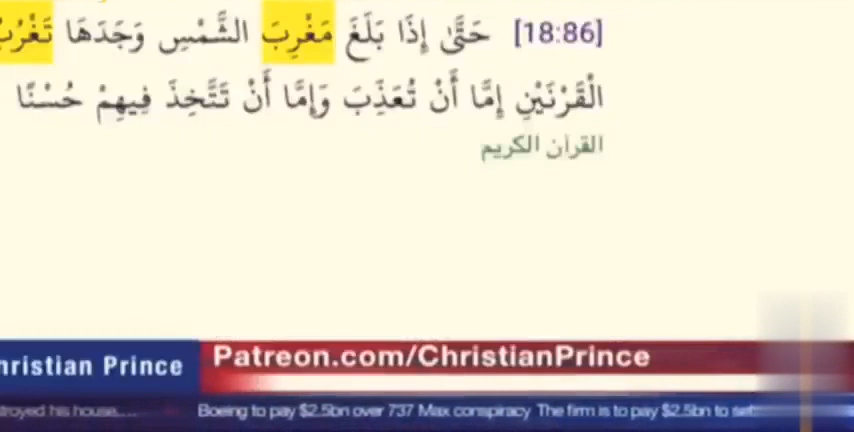 [18:86] حَتَّىٰ إِذَا بَلَغَ مَغْرِبَ الشَّمْسِ وَجَدَهَا تَغْرُبُ
الْقَرْنَيْنِ إِمَّا أَنْ تُعَذِّبَ وَإِمَّا أَنْ تَتَّخِذَ فِيهِمْ حُسْنًا
القرآن الكريم
hristian Prince
Patreon.com/ChristianPrince
troyed his house.... Boeing to pay $2.5bn over 737 Max conspiracy The firm is to pay $2.5bn to set